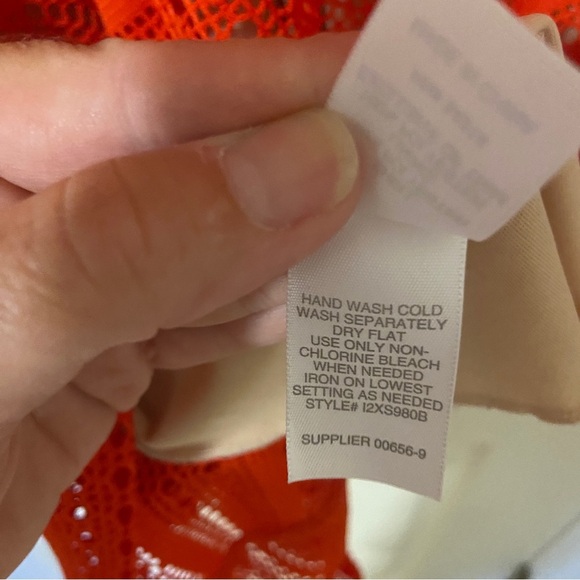 HAND WASH COLD
WASH SEPARATELY
DRY FLAT
USE ONLY NON-
CHLORINE BLEACH
WHEN NEEDED
IRON ON LOWEST
SETTING AS NEEDED
STYLE# I2XS980B
SUPPLIER 00656-9